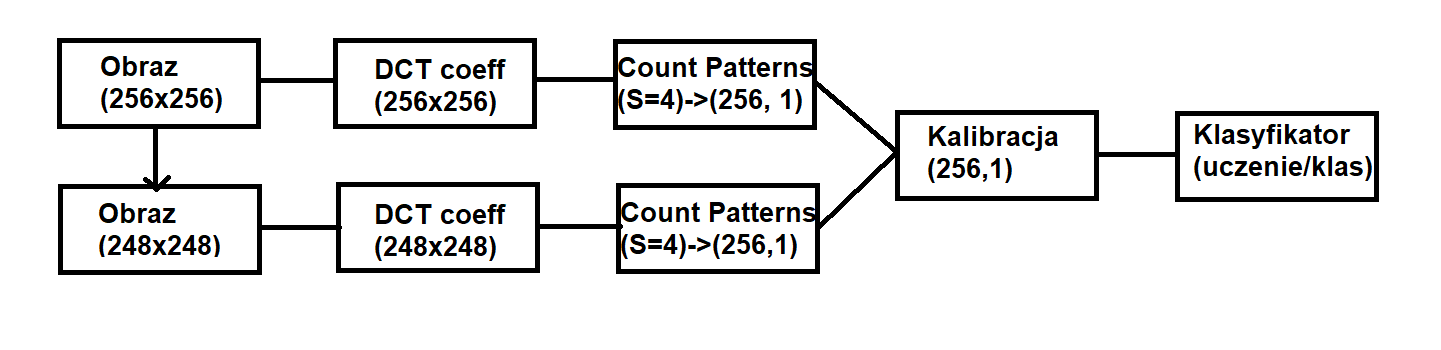 Obraz
(256x256)
DCT coeff
(256x256)
Count Patterns
(S=4)->(256, 1)
Obraz
(248x248)
DCT coeff
(248x248)
Count Patterns
(S=4)->(256,1)
Kalibracja
(256,1)
Klasyfikator
(uczenie/klas)